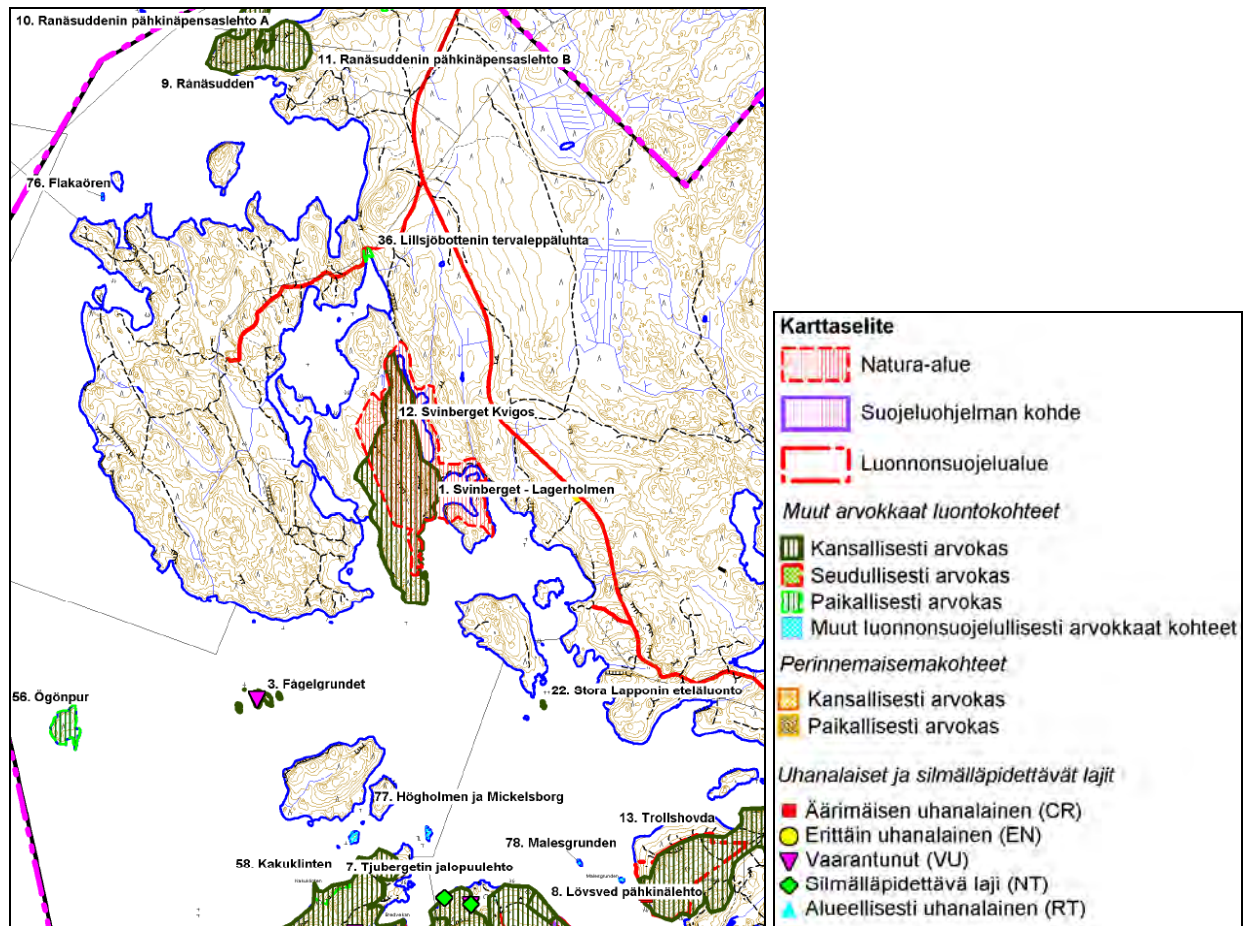 10. Ranäsuddenin pähkinäpensaslehto A
11. Ranäsuddenin pähkinäpensaslehto B
9. Ranäsudden
76. Flakaören
36. Lillsjöbottenin tervaleppäluhta
12. Svinberget Kvigos
1. Svinberget - Lagerholmen
3. Fagelgrundet
22. Stora Lapponin eteläluonto
56. Ögönpur
77. Högholmen ja Mickelsborg
13. Trollshovda
78. Malesgrunden
58. Kakuklinten
7. Tjubergetin jalopuulehto
8. Lövsved pähkinälehto
Karttaselite
Natura-alue
Suojeluohjelman kohde
Luonnonsuojelualue
Muut arvokkaat luontokohteet
Kansallisesti arvokas
Seudullisesti arvokas
Paikallisesti arvokas
Muut luonnonsuojelullisesti arvokkaat kohteet
Perinnemaisemakohteet
Kansallisesti arvokas
Paikallisesti arvokas
Uhanalaiset ja silmälläpidettävät lajit
Äärimäisen uhanalainen (CR)
Erittäin uhanalainen (EN)
Vaarantunut (VU)
Silmälläpidettävä laji (NT)
Alueellisesti uhanalainen (RT)